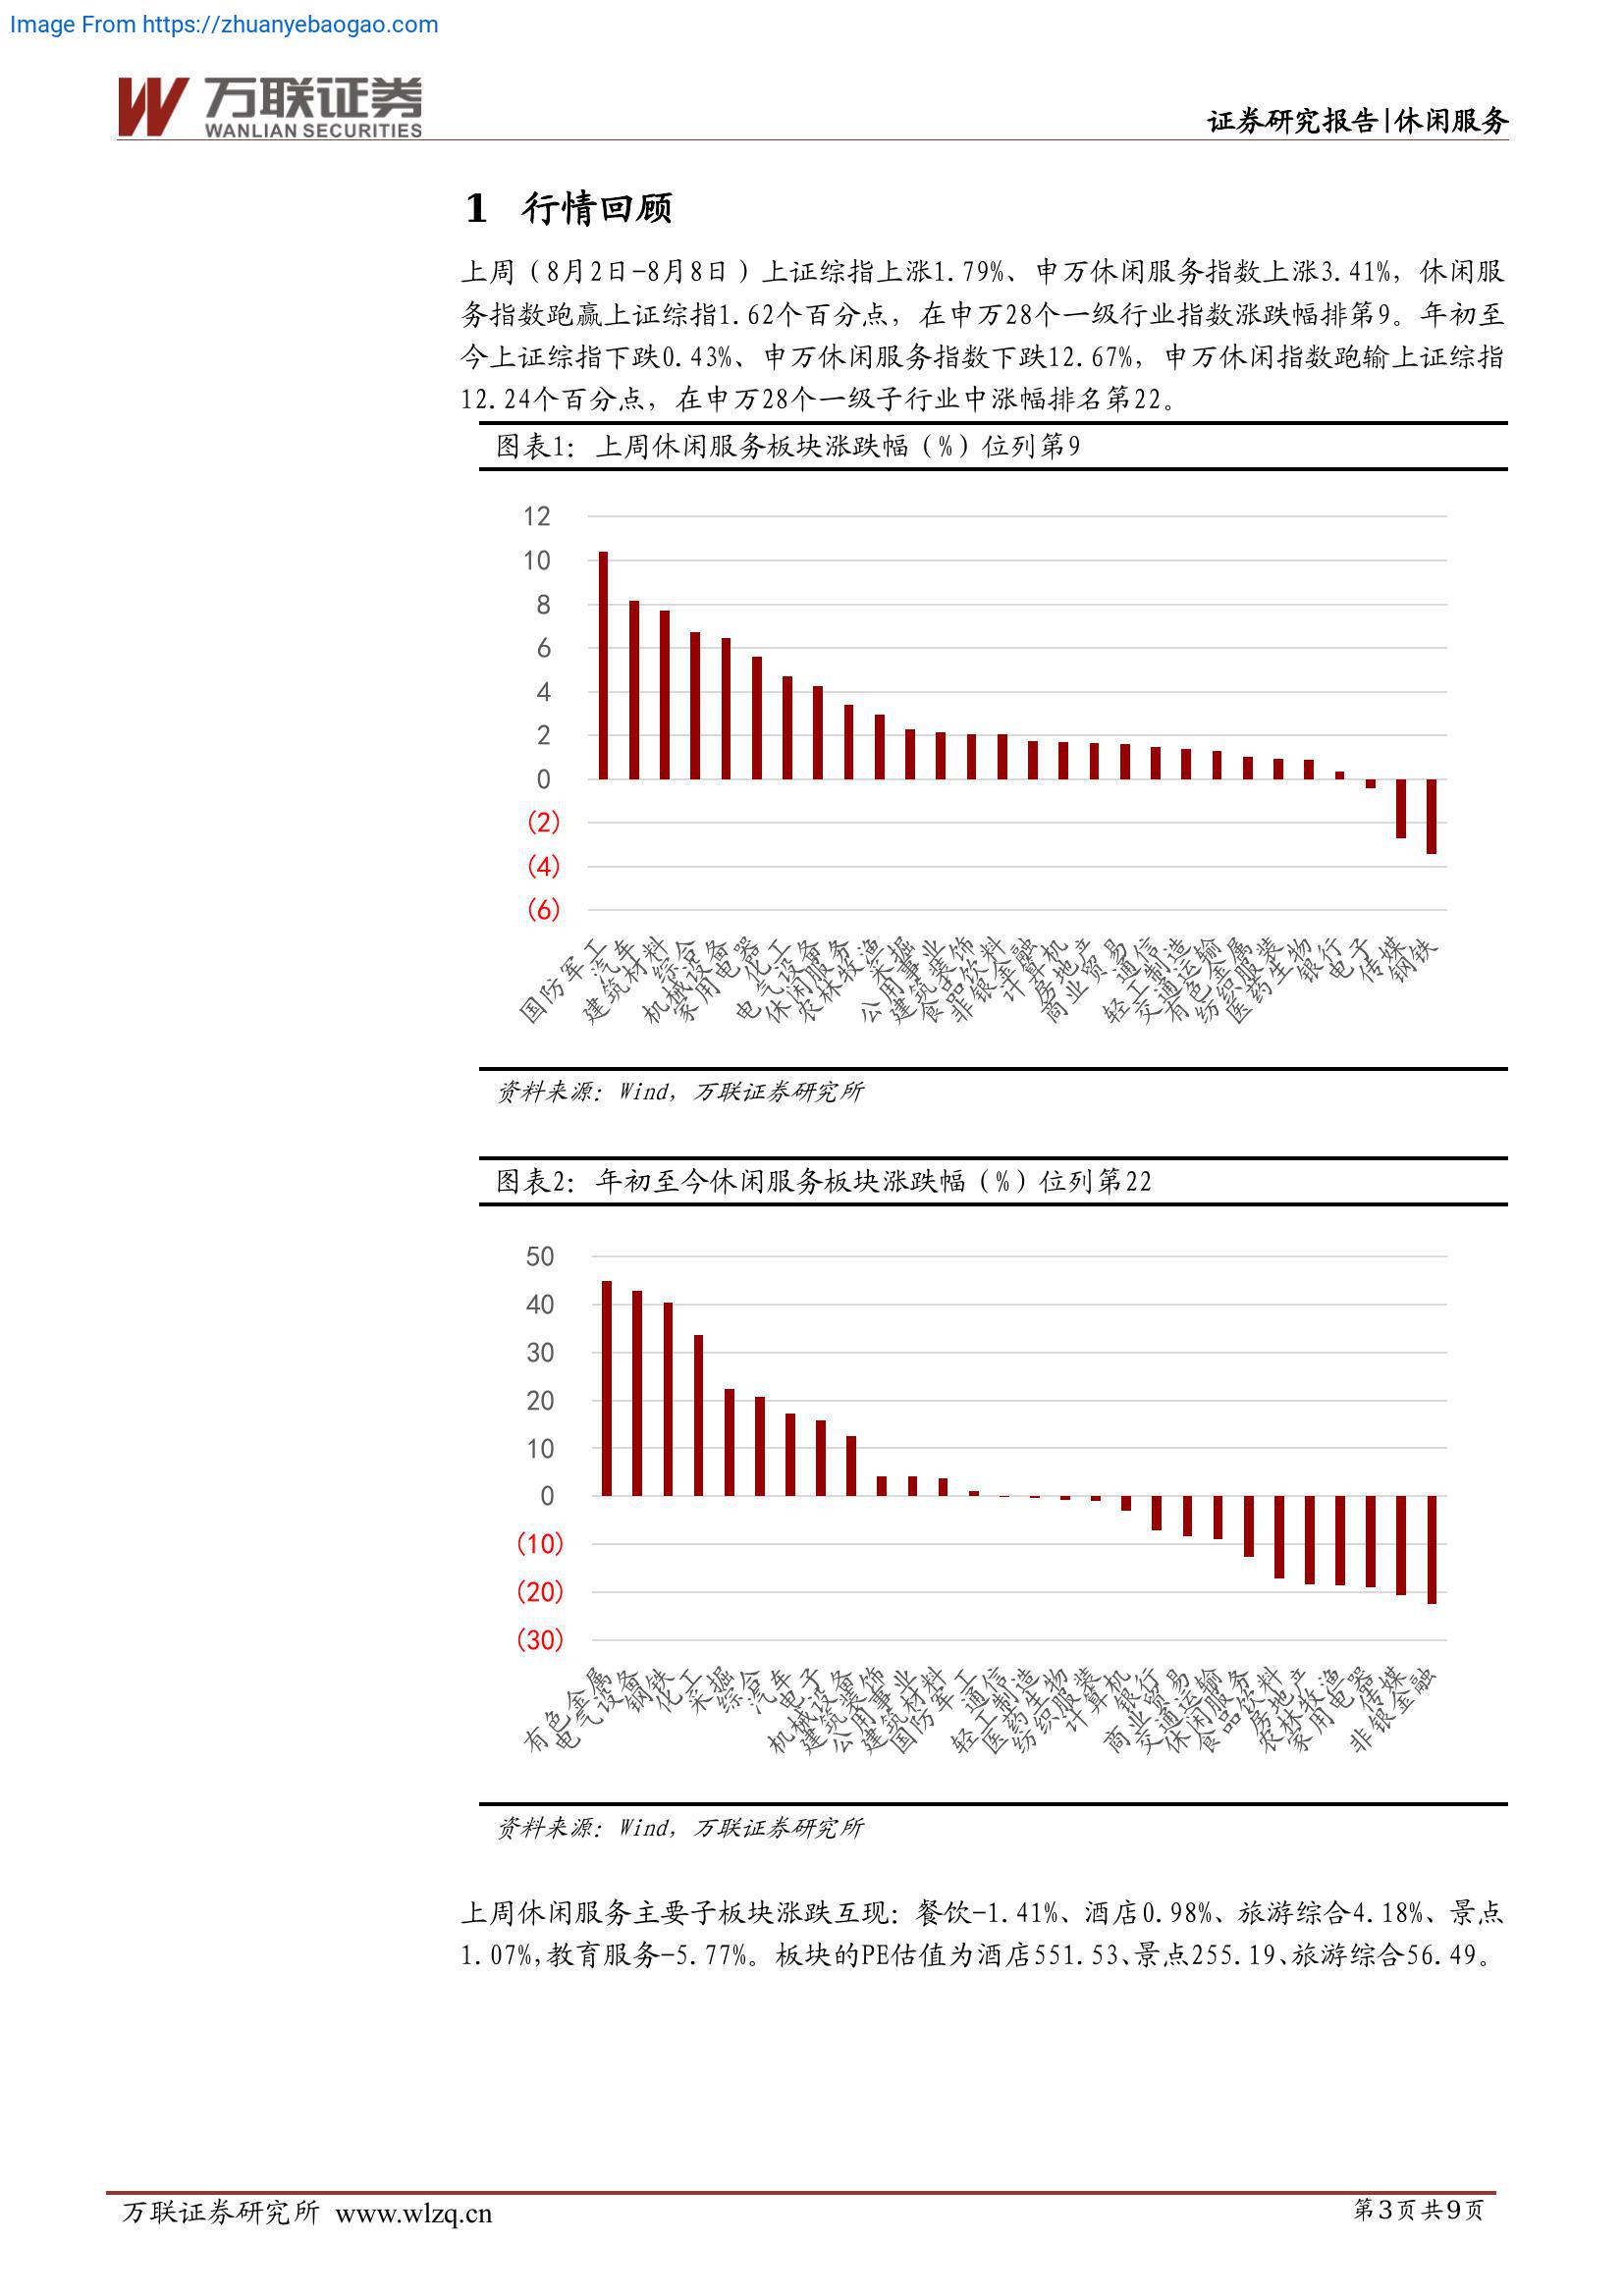 Image From https://zhuanyebaogao.com
万联证券
WANLIAN SECURITIES
证券研究报告|休闲服务
1 行情回顾
上周（8月2日-8月8日）上证综指上涨1.79%、申万休闲服务指数上涨3.41%，休闲服
务指数跑赢上证综指1.62个百分点，在申万28个一级行业指数涨跌幅排第9。年初至
今上证综指下跌0.43%、申万休闲服务指数下跌12.67%，申万休闲指数跑输上证综指
12.24个百分点，在申万28个一级子行业中涨幅排名第22。
图表1：上周休闲服务板块涨跌幅（%）位列第9
12
10
8
6
4
2
0
(2)
(4)
(6)
国防军工
汽车
建筑材料
综合
机械设备
家用电器
化工
电气设备
休闲服务
农林牧渔
采掘
公用事业
建筑装饰
食品饮料
非银金融
计算机
房地产
商业贸易
通信
轻工制造
交通运输
有色金属
纺织服装
医药生物
银行
电子
传媒
钢铁
资料来源：Wind，万联证券研究所
图表2：年初至今休闲服务板块涨跌幅（%）位列第22
50
40
30
20
10
0
(10)
(20)
(30)
有色金属
电气设备
钢铁
化工
采掘
综合
汽车
电子
机械设备
建筑装饰
公用事业
建筑材料
国防军工
通信
轻工制造
医药生物
纺织服装
计算机
银行
商业贸易
交通运输
休闲服务
食品饮料
房地产
农林牧渔
家用电器
传媒
非银金融
资料来源：Wind，万联证券研究所
上周休闲服务主要子板块涨跌互现：餐饮-1.41%、酒店0.98%、旅游综合4.18%、景点
1.07%,教育服务-5.77%。板块的PE估值为酒店551.53、景点255.19、旅游综合56.49。
万联证券研究所 www.wlzq.cn
第3页共9页